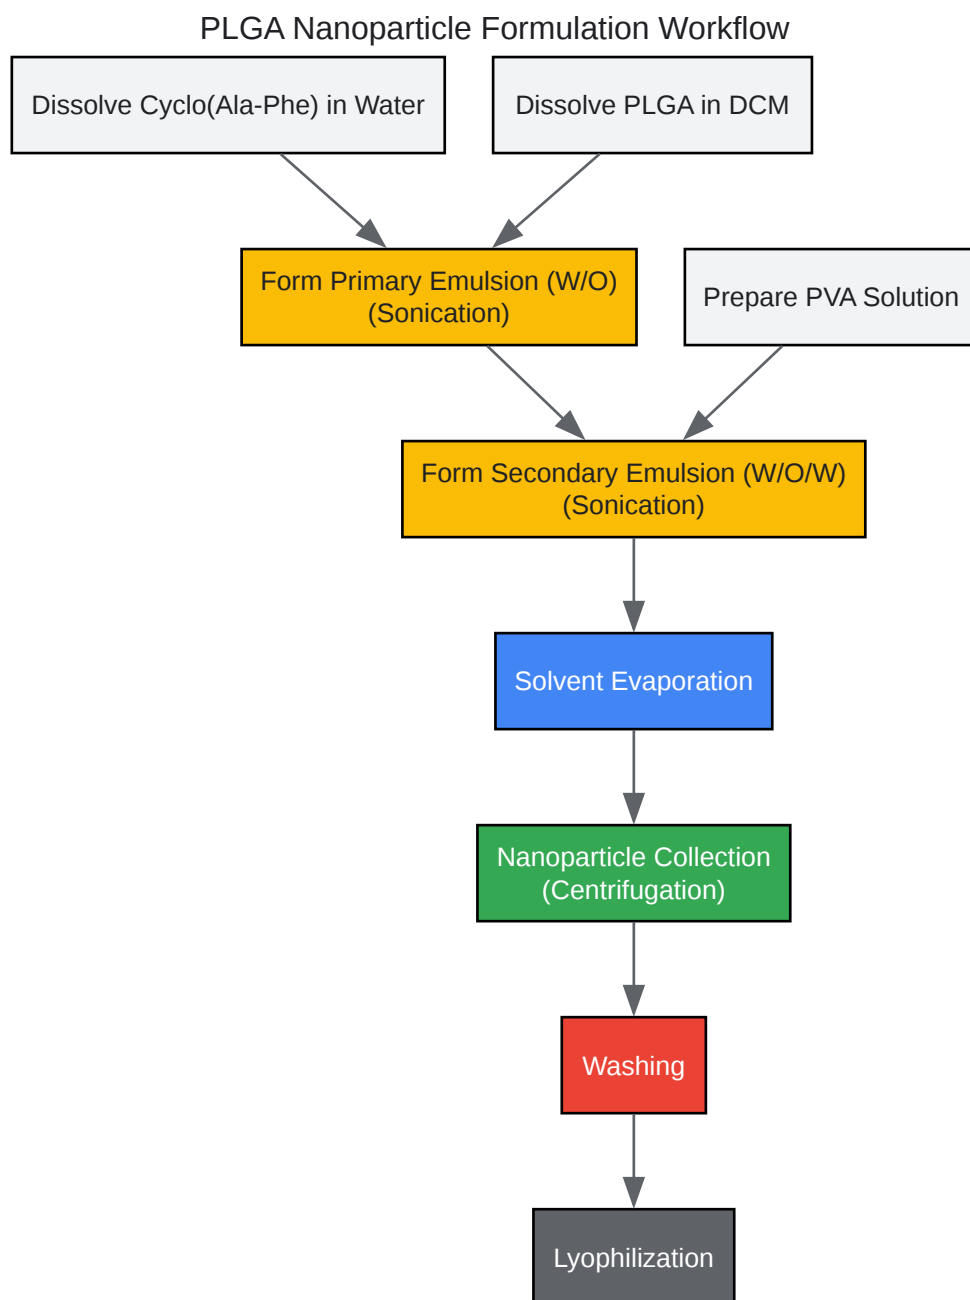 PLGA Nanoparticle Formulation Workflow
Dissolve Cyclo(Ala-Phe) in Water
Dissolve PLGA in DCM
Form Primary Emulsion (W/O)
(Sonication)
Prepare PVA Solution
Form Secondary Emulsion (W/O/W)
(Sonication)
Solvent Evaporation
Nanoparticle Collection
(Centrifugation)
Washing
Lyophilization